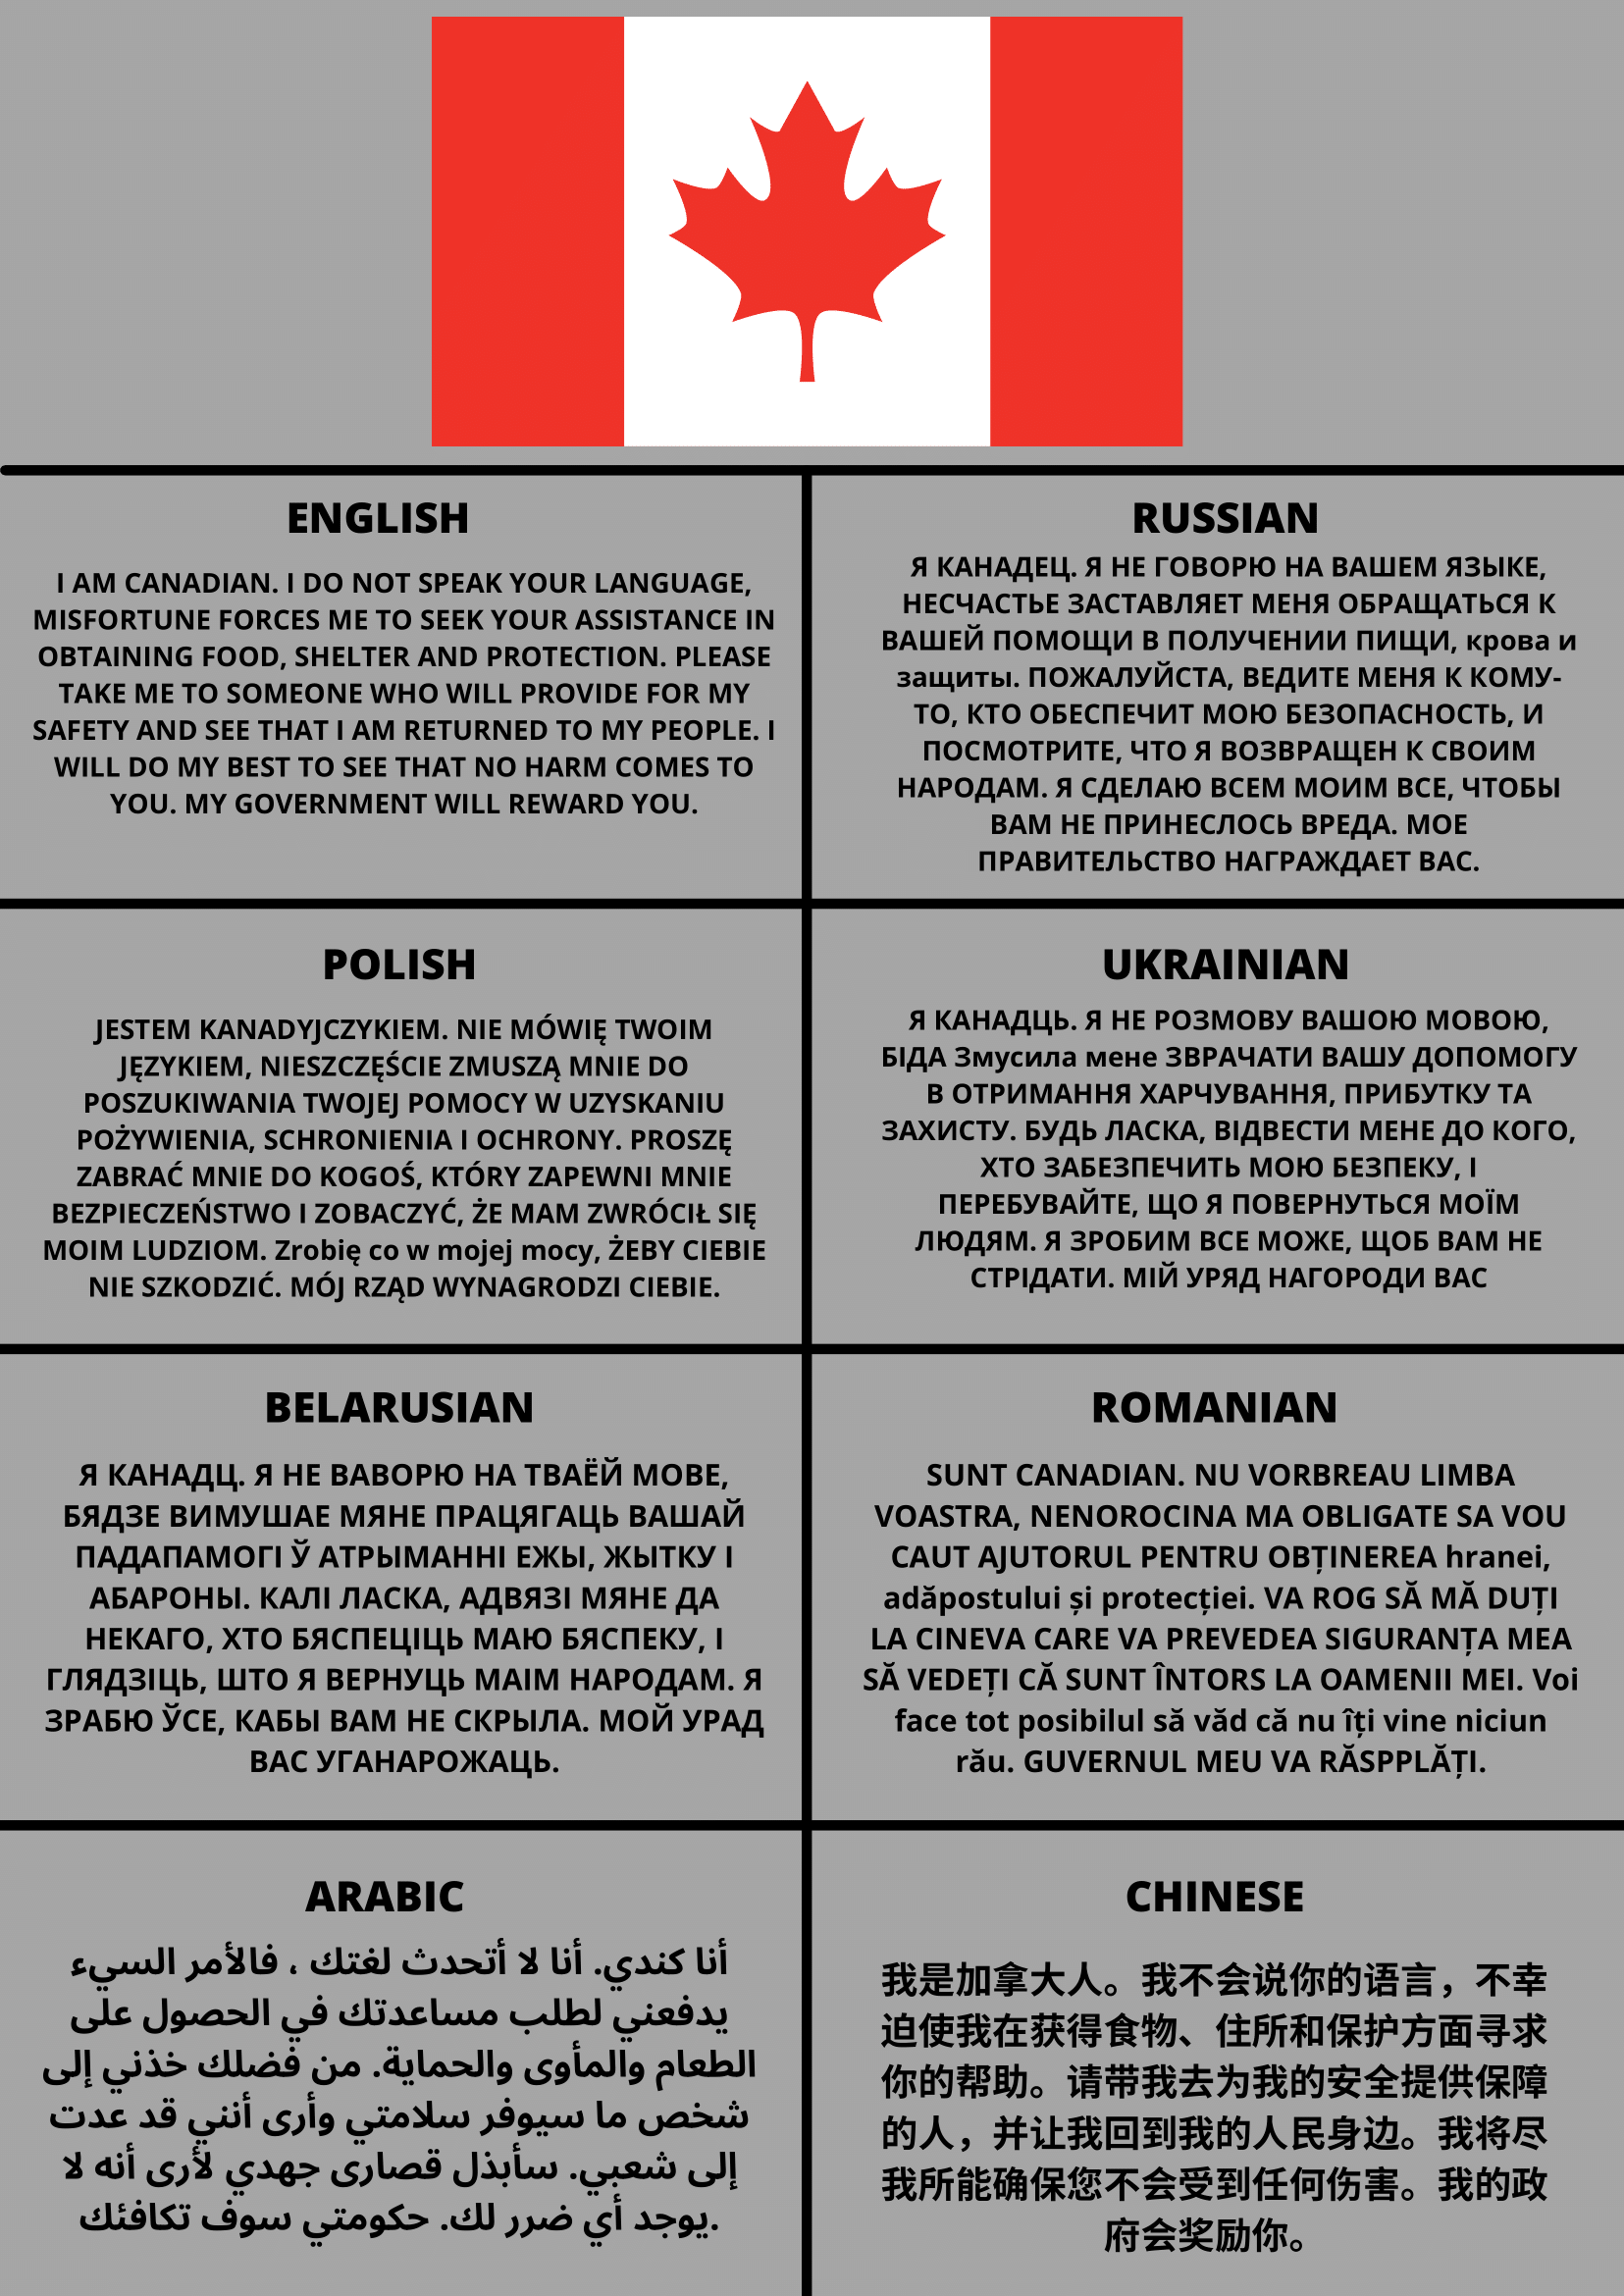 ENGLISH
I AM CANADIAN. I DO NOT SPEAK YOUR LANGUAGE,
MISFORTUNE FORCES ME TO SEEK YOUR ASSISTANCE IN
OBTAINING FOOD, SHELTER AND PROTECTION. PLEASE
TAKE ME TO SOMEONE WHO WILL PROVIDE FOR MY
SAFETY AND SEE THAT I AM RETURNED TO MY PEOPLE. I
WILL DO MY BEST TO SEE THAT NO HARM COMES TO
YOU. MY GOVERNMENT WILL REWARD YOU.
RUSSIAN
Я КАНАДЕЦ. Я НЕ ГОВОРЮ НА ВАШЕМ ЯЗЫКЕ,
НЕСЧАСТЬЕ ЗАСТАВЛЯЕТ МЕНЯ ОБРАЩАТЬСЯ К
ВАШЕЙ ПОМОЩИ В ПОЛУЧЕНИИ ПИЩИ, крова и
защиты. ПОЖАЛУЙСТА, ВЕДИТЕ МЕНЯ К КОМУ-
ТО, КТО ОБЕСПЕЧИТ МОЮ БЕЗОПАСНОСТЬ, И
ПОСМОТРИТЕ, ЧТО Я ВОЗВРАЩЕН К СВОИМ
НАРОДАМ. Я СДЕЛАЮ ВСЕМ МОИМ ВСЕ, ЧТОБЫ
ВАМ НЕ ПРИНЕСЛОСЬ ВРЕДА. МОЕ
ПРАВИТЕЛЬСТВО НАГРАЖДАЕТ ВАС.
POLISH
JESTEM KANADYJCZYKIEM. NIE MÓWIĘ TWOIM
JĘZYKIEM, NIESZCZĘŚCIE ZMUSZĄ MNIE DO
POSZUKIWANIA TWOJEJ POMOCY W UZYSKANIU
POŻYWIENIA, SCHRONIENIA I OCHRONY. PROSZĘ
ZABRAĆ MNIE DO KOGOŚ, KTÓRY ZAPEWNI MNIE
BEZPIECZEŃSTWO I ZOBACZYĆ, ŻE MAM ZWRÓCIŁ SIĘ
MOIM LUDZIOM. Zrobię co w mojej mocy, ŻEBY CIEBIE
NIE SZKODZIĆ. MÓJ RZĄD WYNAGRODZI CIEBIE.
UKRAINIAN
Я КАНАДЦЬ. Я НЕ РОЗМОВУ ВАШОЮ МОВОЮ,
БІДА Змусила мене ЗВРАЧАТИ ВАШУ ДОПОМОГУ
В ОТРИМАННЯ ХАРЧУВАННЯ, ПРИБУТКУ ТА
ЗАХИСТУ. БУДЬ ЛАСКА, ВІДВЕСТИ МЕНЕ ДО КОГО,
ХТО ЗАБЕЗПЕЧИТЬ МОЮ БЕЗПЕКУ, І
ПЕРЕБУВАЙТЕ, ЩО Я ПОВЕРНУТЬСЯ МОЇМ
ЛЮДЯМ. Я ЗРОБИМ ВСЕ МОЖЕ, ЩОБ ВАМ НЕ
СТРІДАТИ. МІЙ УРЯД НАГОРОДИ ВАС
BELARUSIAN
Я КАНАДЦ. Я НЕ ВАВОРЮ НА ТВАЁЙ МОВЕ,
БЯДЗЕ ВИМУШАЕ МЯНЕ ПРАЦЯГАЦЬ ВАШАЙ
ПАДАПАМОГІ Ў АТРЫМАННІ ЕЖЫ, ЖЫТКУ І
АБАРОНЫ. КАЛІ ЛАСКА, АДВЯЗІ МЯНЕ ДА
НЕКАГО, ХТО БЯСПЕЦІЦЬ МАЮ БЯСПЕКУ, І
ГЛЯДЗІЦЬ, ШТО Я ВЕРНУЦЬ МАІМ НАРОДАМ. Я
ЗРАБЮ ЎСЕ, КАБЫ ВАМ НЕ СКРЫЛА. МОЙ УРАД
ВАС УГАНАРОЖАЦЬ.
ROMANIAN
SUNT CANADIAN. NU VORBREAU LIMBA
VOASTRA, NENOROCINA MA OBLIGATE SA VOU
CAUT AJUTORUL PENTRU OBȚINEREA hranei,
adăpostului și protecției. VA ROG SĂ MĂ DUȚI
LA CINEVA CARE VA PREVEDEA SIGURANȚA MEA
SĂ VEDEȚI CĂ SUNT ÎNTORS LA OAMENII MEI. Voi
face tot posibilul să văd că nu îți vine niciun
rău. GUVERNUL MEU VA RĂSPPLĂȚI.
ARABIC
أنا كندي. أنا لا أتحدث لغتك ، فالأمر السيء
يدفعني لطلب مساعدتك في الحصول على
الطعام والمأوى والحماية. من فضلك خذني إلى
شخص ما سيوفر سلامتي وأرى أنني قد عدت
إلى شعبي. سأبذل قصارى جهدي لأرى أنه لا
يوجد أي ضرر لك. حكومتي سوف تكافئك.
CHINESE
我是加拿大人。我不会说你的语言，不幸
迫使我在获得食物、住所和保护方面寻求
你的帮助。请带我去为我的安全提供保障
的人，并让我回到我的人民身边。我将尽
我所能确保您不会受到任何伤害。我的政
府会奖励你。